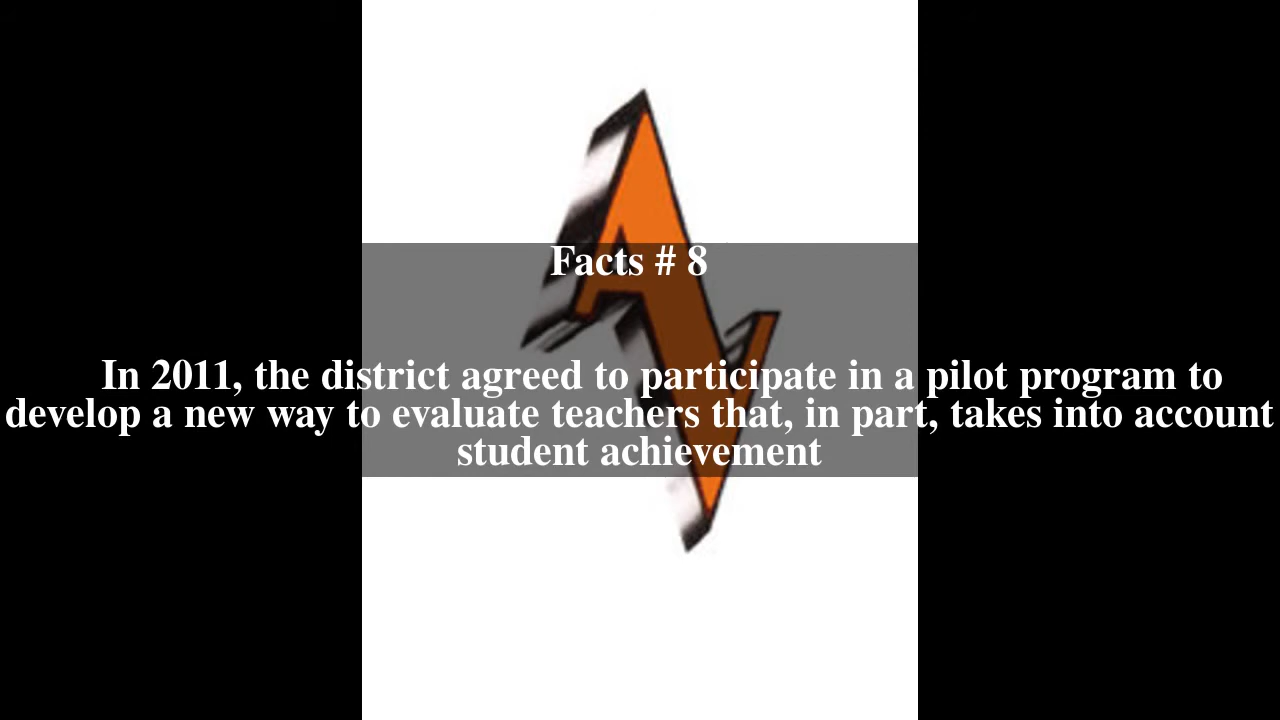 Facts # 8
In 2011, the district agreed to participate in a pilot program to
develop a new way to evaluate teachers that, in part, takes into account
student achievement